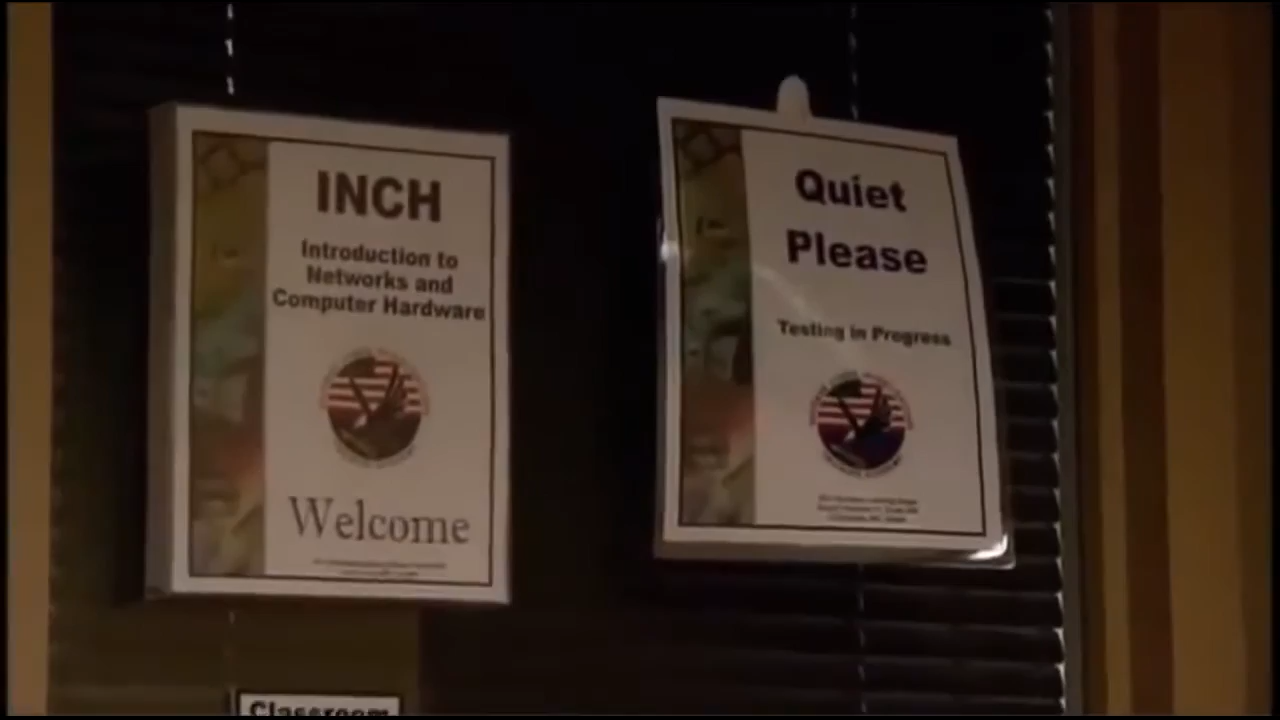 INCH
Introduction to
Networks and
Computer Hardware
Welcome
Quiet
Please
Testing in Progress
Classroom